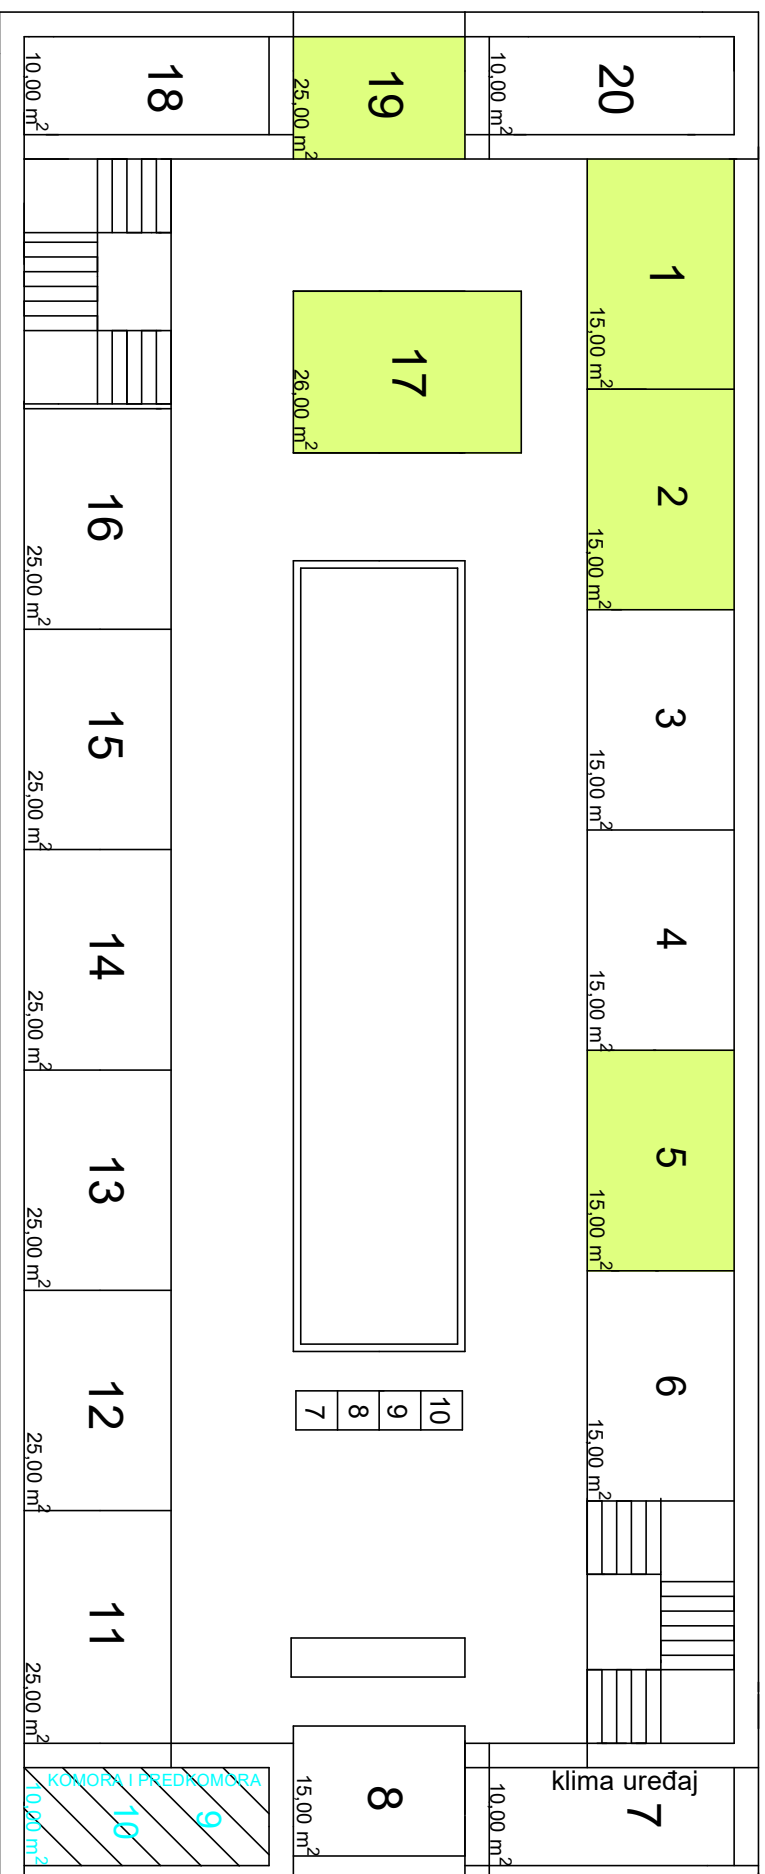 18
10,00 m²
19
25,00 m²
20
10,00 m²
1
15,00 m²
17
26,00 m²
2
15,00 m²
16
25,00 m²
3
15,00 m²
15
25,00 m²
4
15,00 m²
14
25,00 m²
5
15,00 m²
13
25,00 m²
6
15,00 m²
12
25,00 m²
7 8 9 10
11
25,00 m²
KOMORA I PREDKOMORA
10 9
10,00 m²
8
15,00 m²
klima uređaj
7
10,00 m²